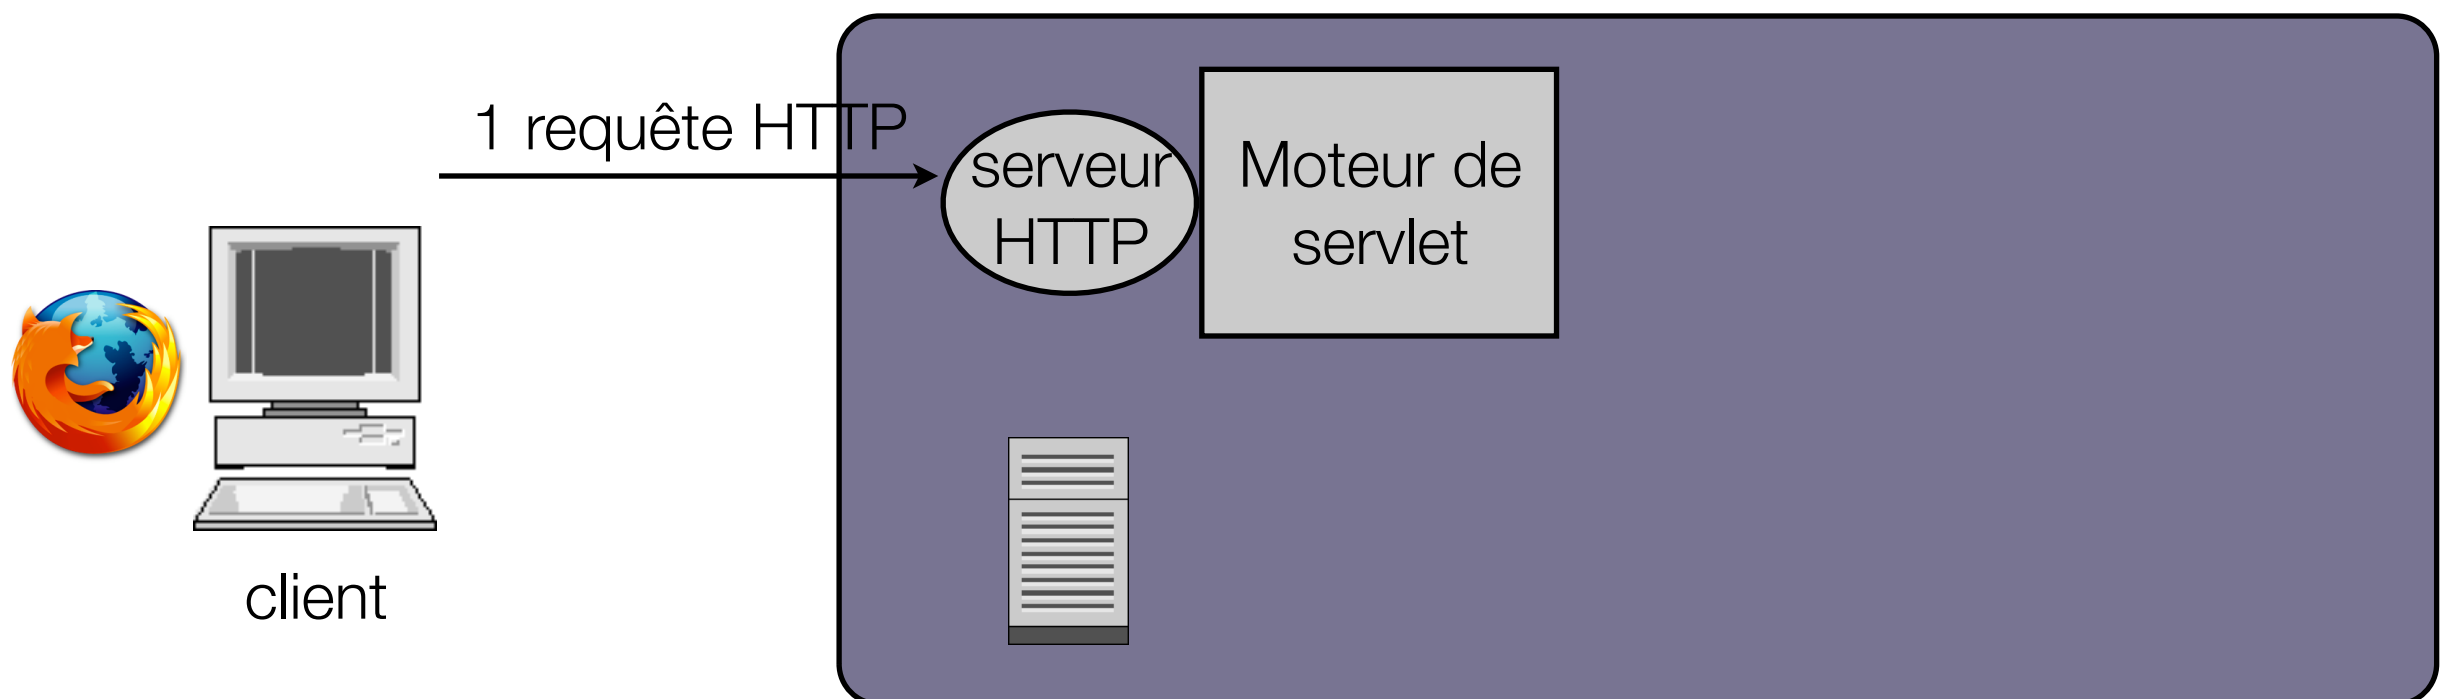 1 requête HTTP
serveur
HTTP
Moteur de
servlet
client